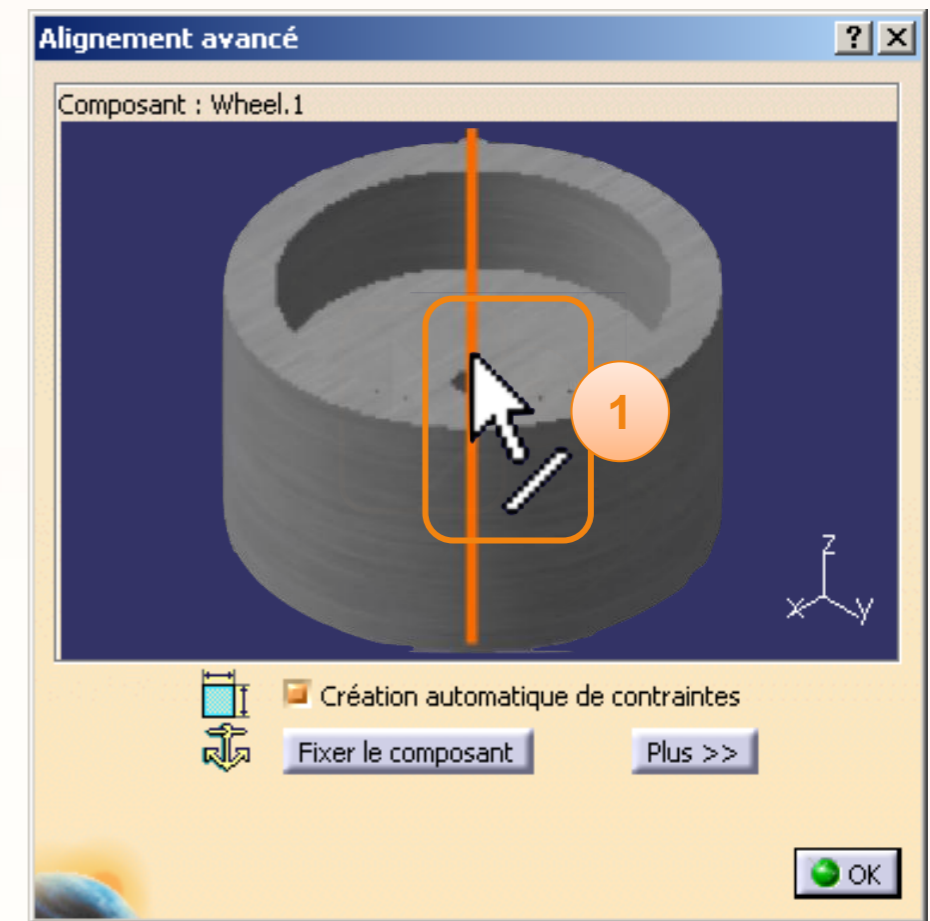 Alignement avancé
Composant : Wheel.1
1
z
x y
Création automatique de contraintes
Fixer le composant Plus >>
OK